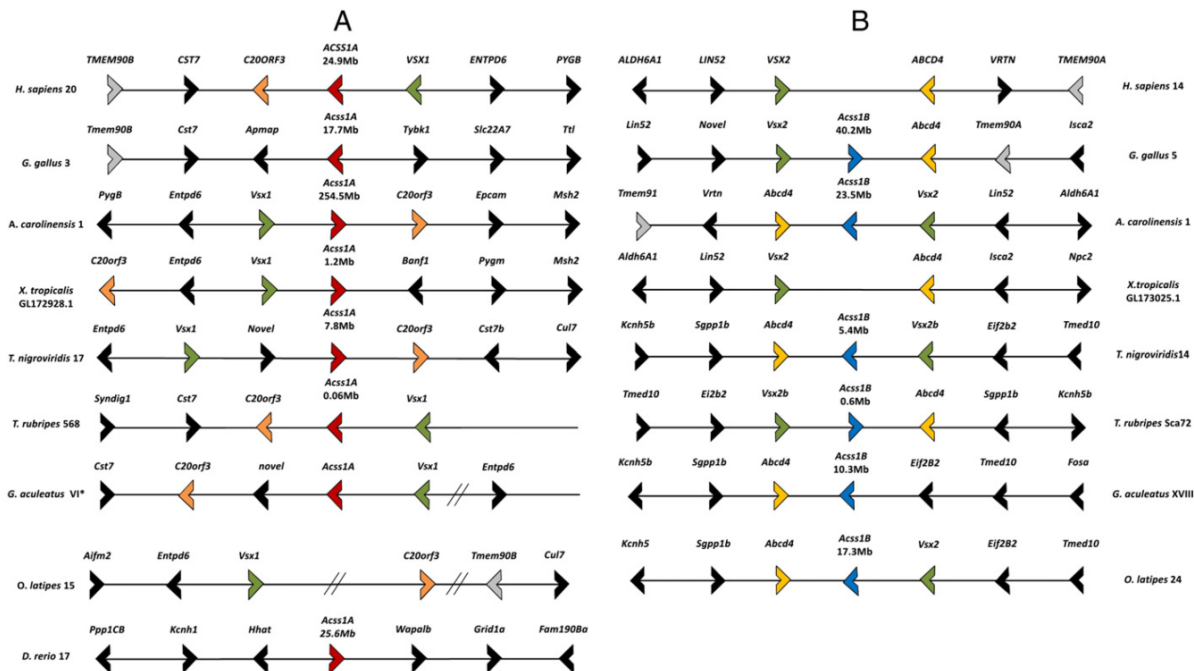 A
B
TMEM90B CST7 C20ORF3 ACSS1A VSX1 ENTPD6 PYGB
24.9Mb
H. sapiens 20
Tmem90B Cst7 Apmap Acss1A Tybk1 Slc22A7 Ttl
17.7Mb
G. gallus 3
PygB Entpd6 Vsx1 Acss1A C20orf3 Epcam Msh2
254.5Mb
A. carolinensis 1
C20orf3 Entpd6 Vsx1 Acss1A Banf1 Pygm Msh2
1.2Mb
X. tropicalis
GL172928.1
Entpd6 Vsx1 Novel Acss1A C20orf3 Cst7b Cul7
7.8Mb
T. nigroviridis 17
Syndig1 Cst7 C20orf3 Acss1A Vsx1
0.06Mb
T. rubripes 568
Cst7 C20orf3 novel Acss1A Vsx1 Entpd6
G. aculeatus VI*
Aifm2 Entpd6 Vsx1 C20orf3 Tmem90B Cul7
O. latipes 15
Ppp1CB Kcnh1 Hhat Acss1A Wapalb Grid1a Fam190Ba
25.6Mb
D. rerio 17
ALDH6A1 LIN52 VSX2 ABCD4 VRTN TMEM90A
H. sapiens 14
Lin52 Novel Vsx2 Acss1B Abcd4 Tmem90A Isca2
40.2Mb
G. gallus 5
Tmem91 Vrtn Abcd4 Acss1B Vsx2 Lin52 Aldh6A1
23.5Mb
A. carolinensis 1
Aldh6A1 Lin52 Vsx2 Abcd4 Isca2 Npc2
X.tropicalis
GL173025.1
Kcnh5b Sgpp1b Abcd4 Acss1B Vsx2b Eif2b2 Tmed10
5.4Mb
T. nigroviridis14
Tmed10 Ei2b2 Vsx2b Acss1B Abcd4 Sgpp1b Kcnh5b
0.6Mb
T. rubripes Sca72
Kcnh5b Sgpp1b Abcd4 Acss1B Eif2B2 Tmed10 Fosa
10.3Mb
G. aculeatus XVIII
Kcnh5 Sgpp1b Abcd4 Acss1B Vsx2 Eif2B2 Tmed10
17.3Mb
O. latipes 24